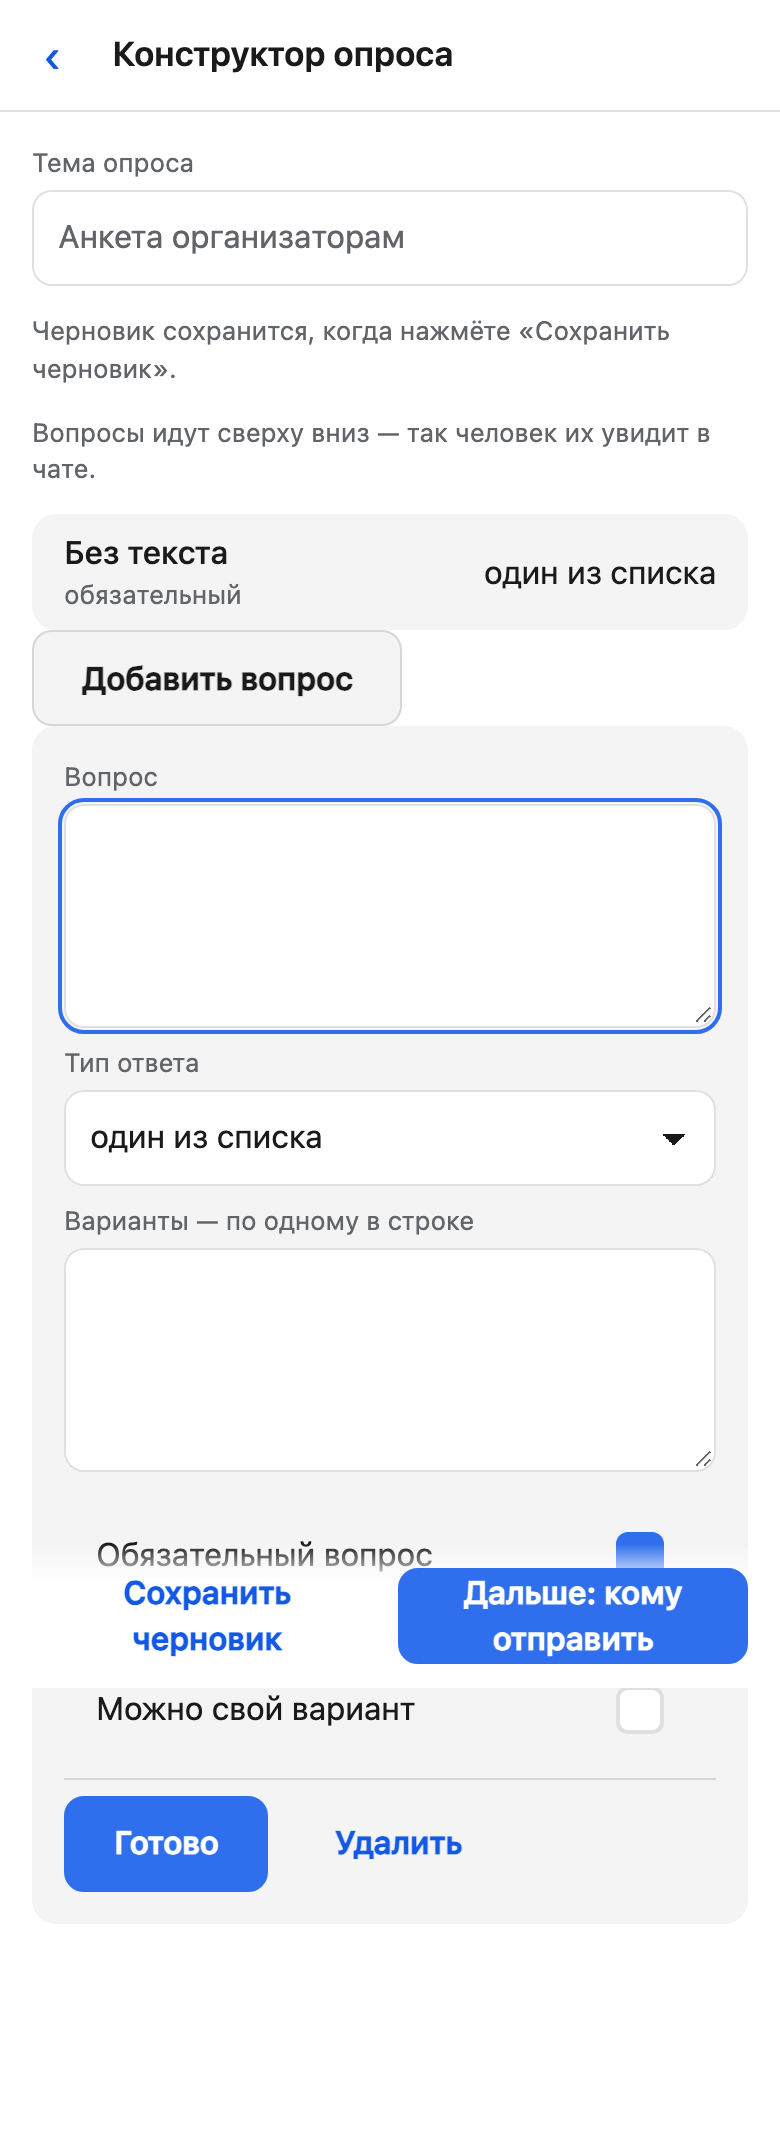 Конструктор опроса
Тема опроса
Анкета организаторам
Черновик сохранится, когда нажмёте «Сохранить
черновик».
Вопросы идут сверху вниз — так человек их увидит в
чате.
Без текста
обязательный
один из списка
Добавить вопрос
Вопрос
Тип ответа
один из списка
Варианты — по одному в строке
Обязательный вопрос
Сохранить
черновик
Дальше: кому
отправить
Можно свой вариант
Готово
Удалить